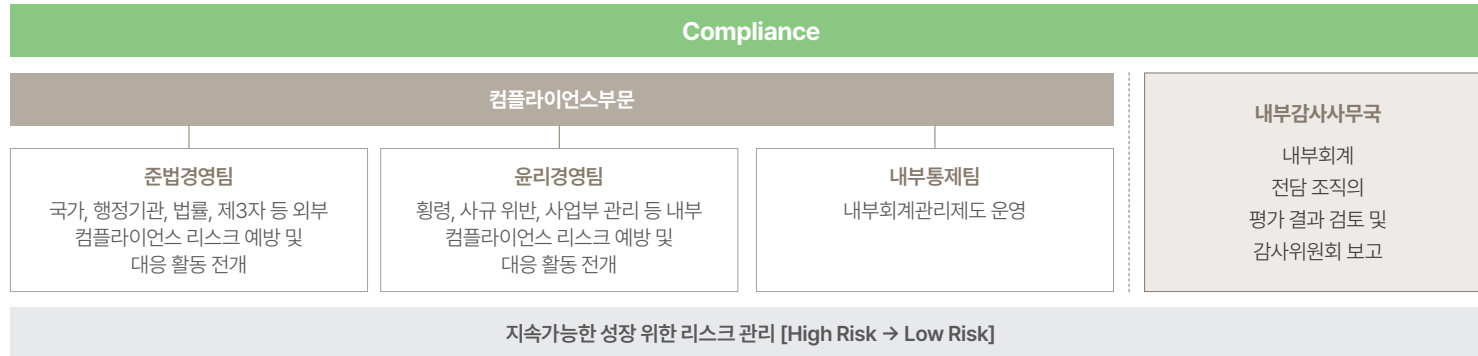 Compliance
컴플라이언스부문
준법경영팀
국가, 행정기관, 법률, 제3자 등 외부
컴플라이언스 리스크 예방 및
대응 활동 전개
윤리경영팀
횡령, 사규 위반, 사업부 관리 등 내부
컴플라이언스 리스크 예방 및
대응 활동 전개
내부통제팀
내부회계관리제도 운영
내부감사사무국
내부회계
전담 조직의
평가 결과 검토 및
감사위원회 보고
지속가능한 성장 위한 리스크 관리 [High Risk → Low Risk]